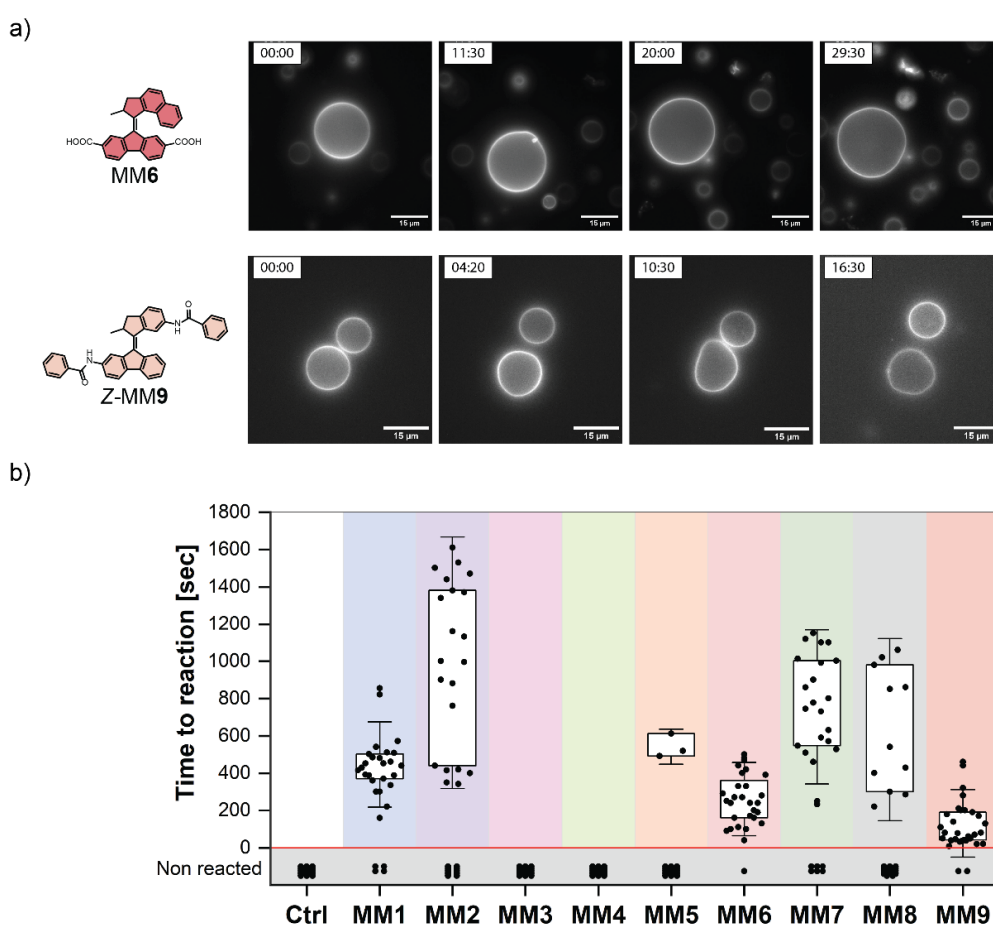 a)
00:00
11:30
20:00
29:30
HOOC
COOH
MM6
15 µm
15 µm
15 µm
15 µm
00:00
04:20
10:30
16:30
O
N
H
H
N
O
Z-MM9
15 µm
15 µm
15 µm
15 µm
b)
Time to reaction [sec]
1800
1600
1400
1200
1000
800
600
400
200
0
Non reacted
Ctrl MM1 MM2 MM3 MM4 MM5 MM6 MM7 MM8 MM9